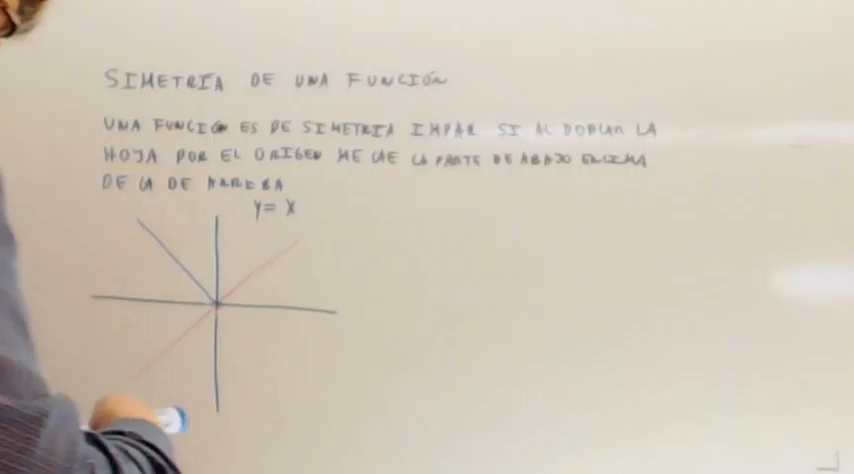 SIMETRÍA DE UNA FUNCIÓN
UNA FUNCIÓN ES DE SIMETRIA IMPAR SI AL DOBLAR LA
HOJA POR EL ORIGEN ME CAE LA PARTE DE ABAJO ENCIMA
DE LA DE ARRIBA
Y = X